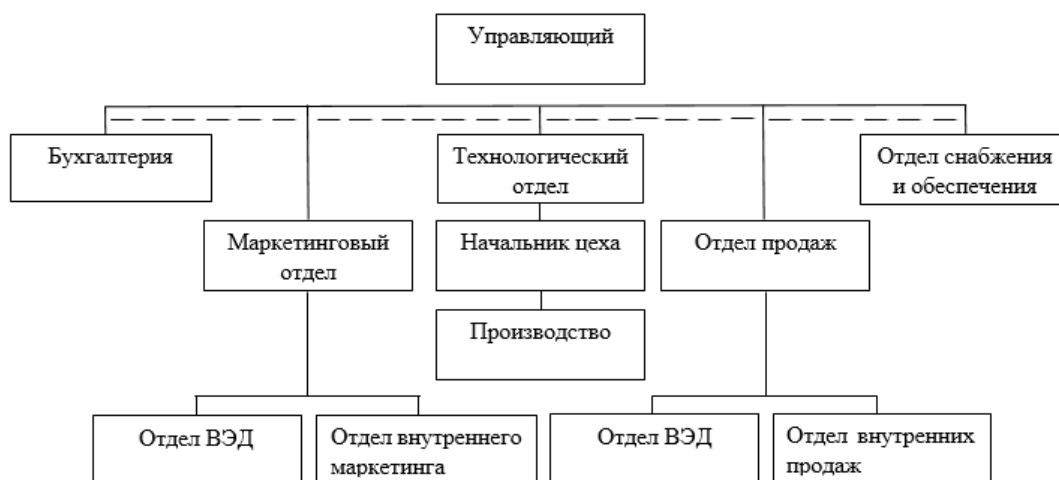 Управляющий
Бухгалтерия
Технологический
отдел
Отдел снабжения
и обеспечения
Маркетинговый
отдел
Начальник цеха
Отдел продаж
Производство
Отдел ВЭД
Отдел внутреннего
маркетинга
Отдел ВЭД
Отдел внутренних
продаж